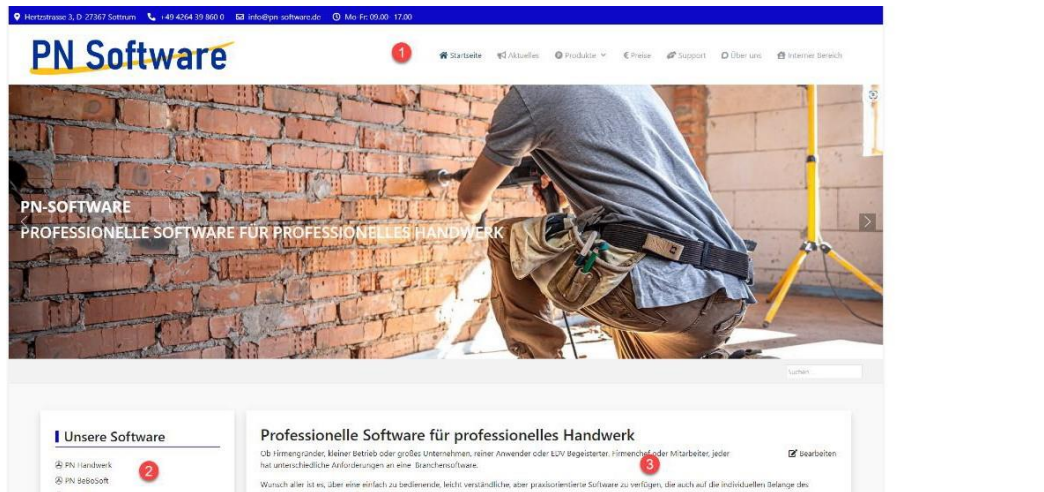 Hertzstrasse 3, D-27367 Sottrum +49 4264 39 860 0 info@pn-software.de Mo-Fr: 09.00 -17.00
PN Software
1
Startseite Aktuelles Produkte Preise Support Über uns Interner Bereich
PN-SOFTWARE
PROFESSIONELLE SOFTWARE FÜR PROFESSIONELLES HANDWERK
suchen
Unsere Software
PN Handwerk
PN BeBoSoft
2
Professionelle Software für professionelles Handwerk
Bearbeiten
Ob Firmengründer, kleiner Betrieb oder großes Unternehmen, reiner Anwender oder EDV Begeisterter. Firmenchef oder Mitarbeiter, jeder
hat unterschiedliche Anforderungen an eine Branchensoftware.
3
Wunsch aller ist es, über eine einfach zu bedienende, leicht verständliche, aber praxisorientierte Software zu verfügen, die auch auf die individuellen Belange des